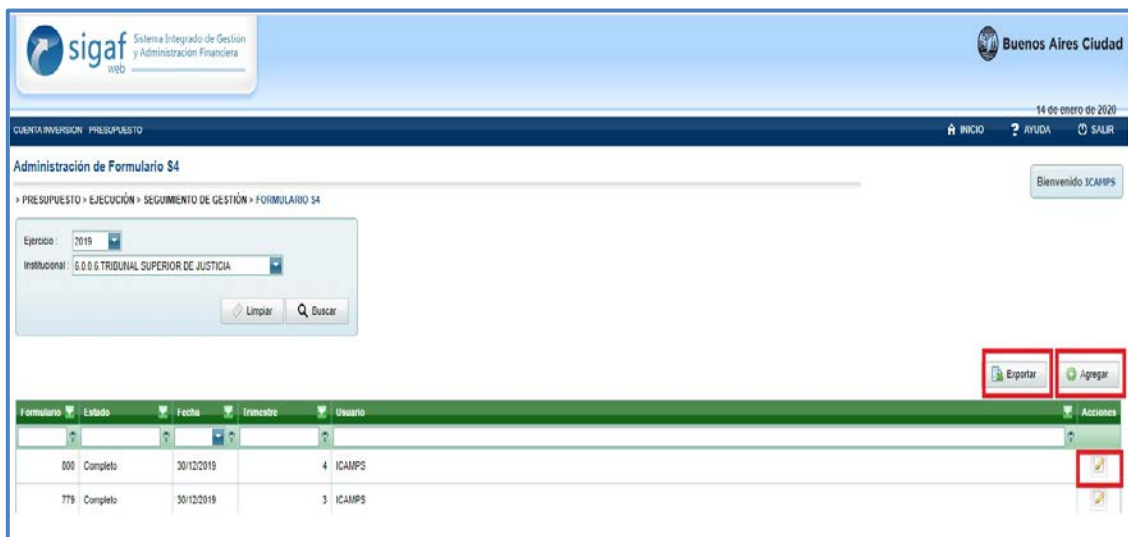 sigaf
web
Sistema Integrado de Gestión
y Administración Financiera
Buenos Aires Ciudad
14 de enero de 2020
CUENTA INVERSION PRESUPUESTO
INICIO
? AYUDA
SALIR
Administración de Formulario S4
Bienvenido ICAMPS
> PRESUPUESTO > EJECUCIÓN > SEGUIMIENTO DE GESTIÓN > FORMULARIO S4
Ejercicio : 2019
Institucional : 6.0.0.6 TRIBUNAL SUPERIOR DE JUSTICIA
Limpiar Buscar
Exportar Agregar
Formulario Estado Fecha Trimestre Usuario Acciones
000 Completo 30/12/2019 4 ICAMPS
779 Completo 30/12/2019 3 ICAMPS